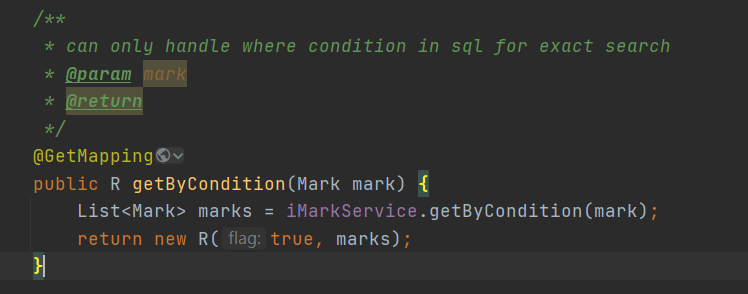 /**
* can only handle where condition in sql for exact search
* @param mark
* @return
*/
@GetMapping
public R getByCondition(Mark mark) {
List<Mark> marks = iMarkService.getByCondition(mark);
return new R( flag: true, marks);
}